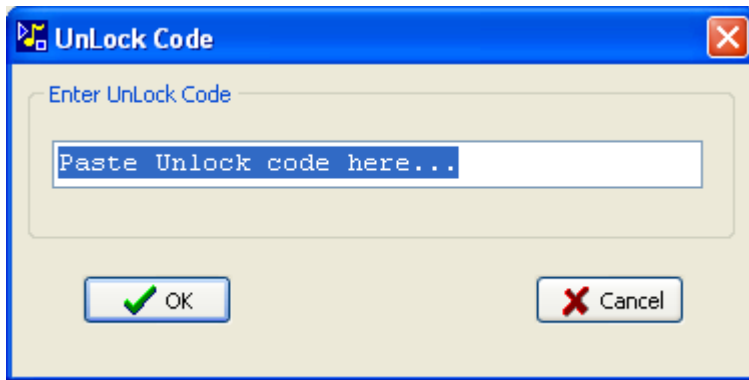 UnLock Code
Enter UnLock Code
Paste Unlock code here...
OK
Cancel